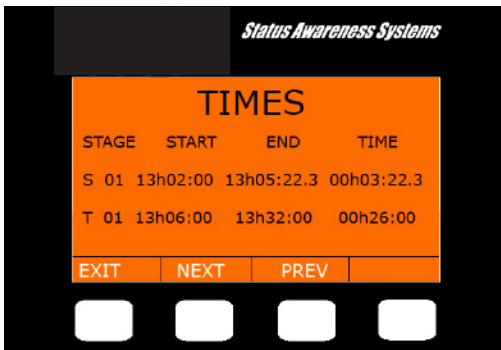 Status Awareness Systems
TIMES
STAGE START END TIME
S 01 13h02:00 13h05:22.3 00h03:22.3
T 01 13h06:00 13h32:00 00h26:00
EXIT NEXT PREV